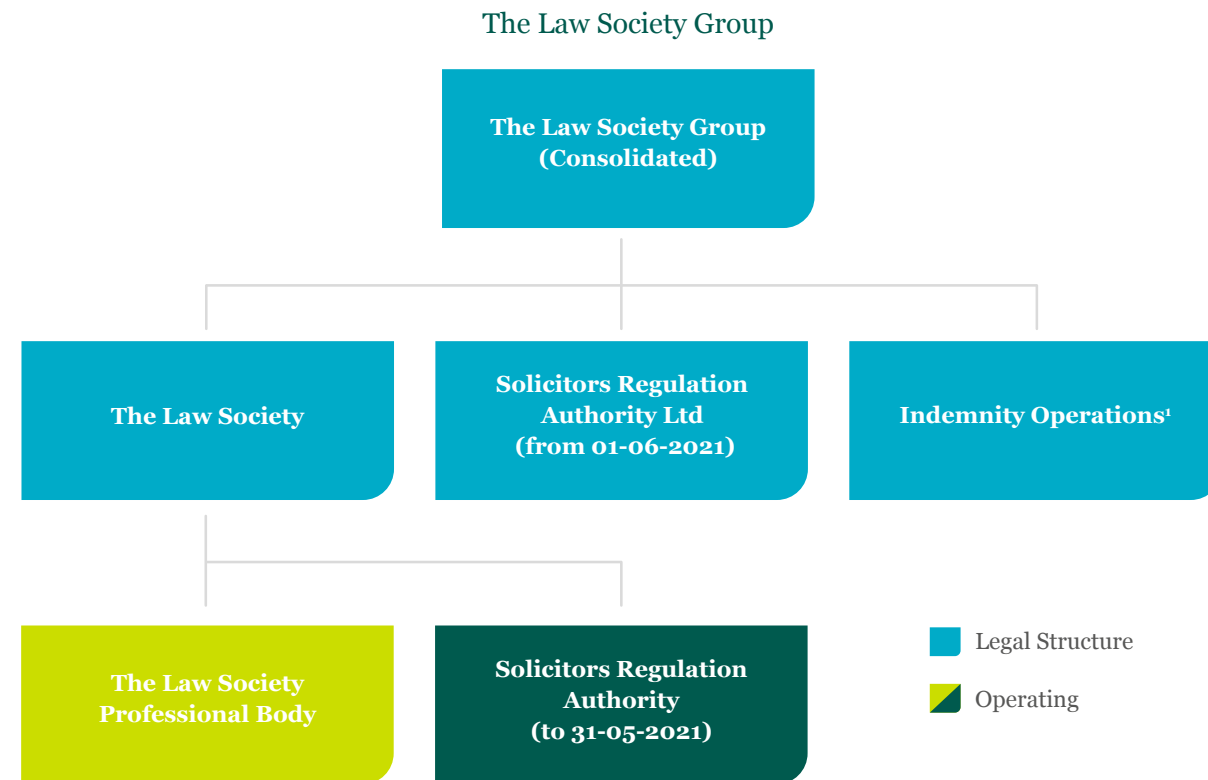 The Law Society Group
The Law Society Group
(Consolidated)
The Law Society
Solicitors Regulation
Authority Ltd
(from 01-06-2021)
Indemnity Operations¹
The Law Society
Professional Body
Solicitors Regulation
Authority
(to 31-05-2021)
Legal Structure
Operating